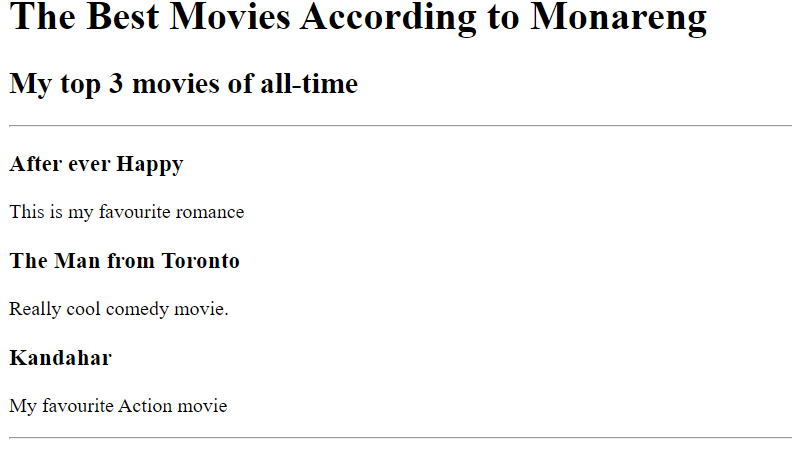 The Best Movies According to Monareng
My top 3 movies of all-time
After ever Happy
This is my favourite romance
The Man from Toronto
Really cool comedy movie.
Kandahar
My favourite Action movie